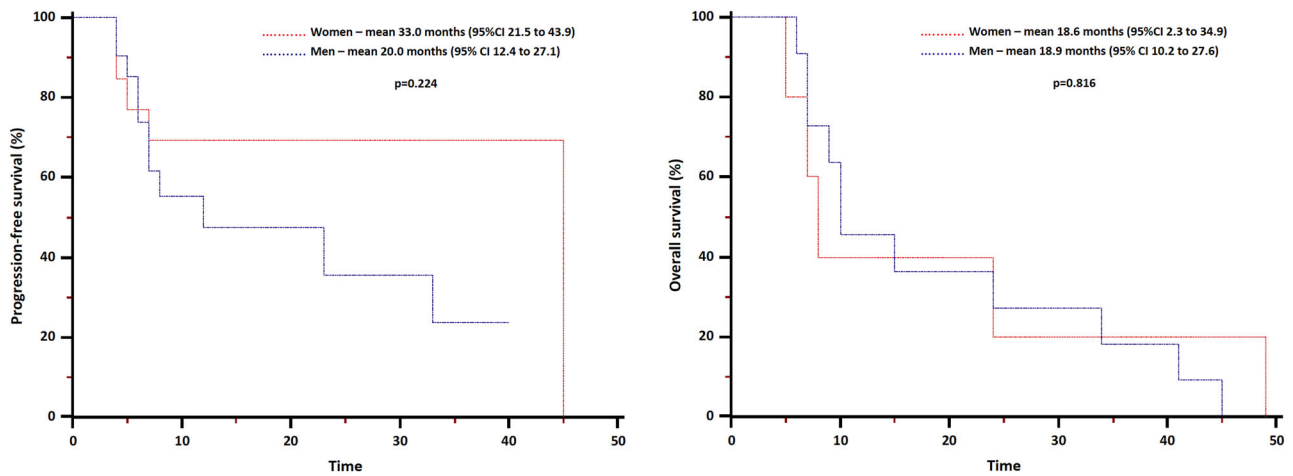 Women – mean 33.0 months (95%CI 21.5 to 43.9)
Men – mean 20.0 months (95% CI 12.4 to 27.1)
p=0.224
Progression-free survival (%)
100
80
60
40
20
0
0 10 20 30 40 50
Time
Women – mean 18.6 months (95%CI 2.3 to 34.9)
Men – mean 18.9 months (95% CI 10.2 to 27.6)
p=0.816
Overall survival (%)
100
80
60
40
20
0
0 10 20 30 40 50
Time